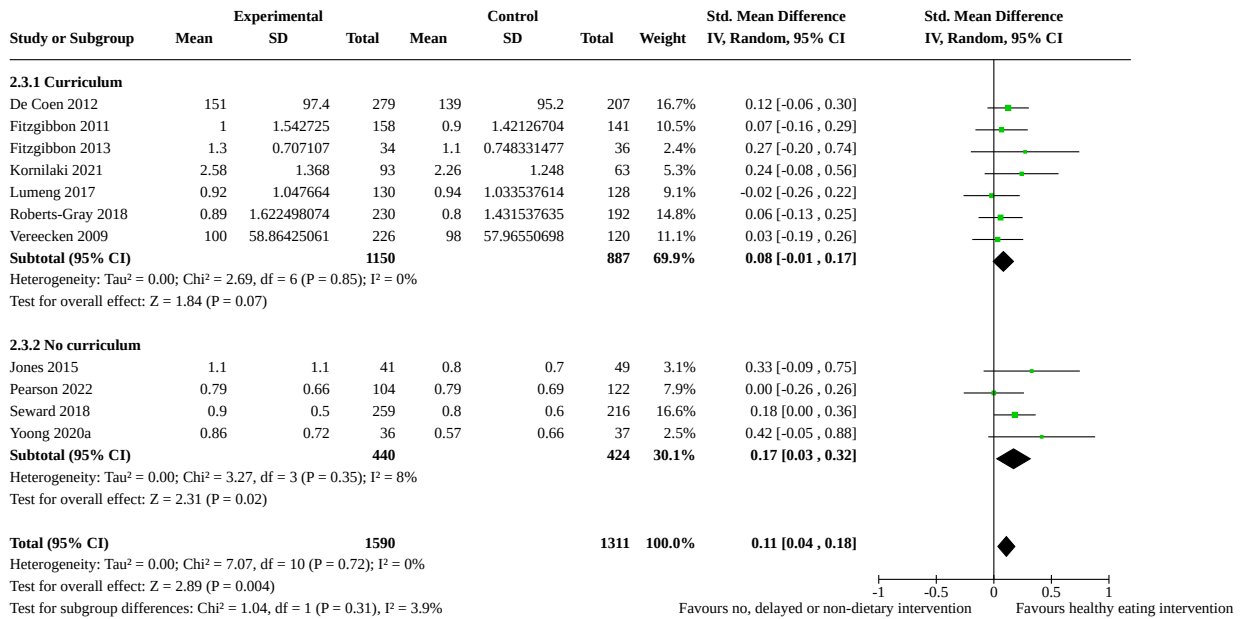 Experimental Control Std. Mean Difference Std. Mean Difference
Study or Subgroup Mean SD Total Mean SD Total Weight IV, Random, 95% CI IV, Random, 95% CI
2.3.1 Curriculum
De Coen 2012 151 97.4 279 139 95.2 207 16.7% 0.12 [-0.06 , 0.30]
Fitzgibbon 2011 1 1.542725 158 0.9 1.42126704 141 10.5% 0.07 [-0.16 , 0.29]
Fitzgibbon 2013 1.3 0.707107 34 1.1 0.748331477 36 2.4% 0.27 [-0.20 , 0.74]
Kornilaki 2021 2.58 1.368 93 2.26 1.248 63 5.3% 0.24 [-0.08 , 0.56]
Lumeng 2017 0.92 1.047664 130 0.94 1.033537614 128 9.1% -0.02 [-0.26 , 0.22]
Roberts-Gray 2018 0.89 1.622498074 230 0.8 1.431537635 192 14.8% 0.06 [-0.13 , 0.25]
Vereecken 2009 100 58.86425061 226 98 57.96550698 120 11.1% 0.03 [-0.19 , 0.26]
Subtotal (95% CI) 1150 887 69.9% 0.08 [-0.01 , 0.17]
Heterogeneity: Tau² = 0.00; Chi² = 2.69, df = 6 (P = 0.85); I² = 0%
Test for overall effect: Z = 1.84 (P = 0.07)
2.3.2 No curriculum
Jones 2015 1.1 1.1 41 0.8 0.7 49 3.1% 0.33 [-0.09 , 0.75]
Pearson 2022 0.79 0.66 104 0.79 0.69 122 7.9% 0.00 [-0.26 , 0.26]
Seward 2018 0.9 0.5 259 0.8 0.6 216 16.6% 0.18 [0.00 , 0.36]
Yoong 2020a 0.86 0.72 36 0.57 0.66 37 2.5% 0.42 [-0.05 , 0.88]
Subtotal (95% CI) 440 424 30.1% 0.17 [0.03 , 0.32]
Heterogeneity: Tau² = 0.00; Chi² = 3.27, df = 3 (P = 0.35); I² = 8%
Test for overall effect: Z = 2.31 (P = 0.02)
Total (95% CI) 1590 1311 100.0% 0.11 [0.04 , 0.18]
Heterogeneity: Tau² = 0.00; Chi² = 7.07, df = 10 (P = 0.72); I² = 0%
Test for overall effect: Z = 2.89 (P = 0.004)
-1 -0.5 0 0.5 1
Test for subgroup differences: Chi² = 1.04, df = 1 (P = 0.31), I² = 3.9% Favours no, delayed or non-dietary intervention Favours healthy eating intervention